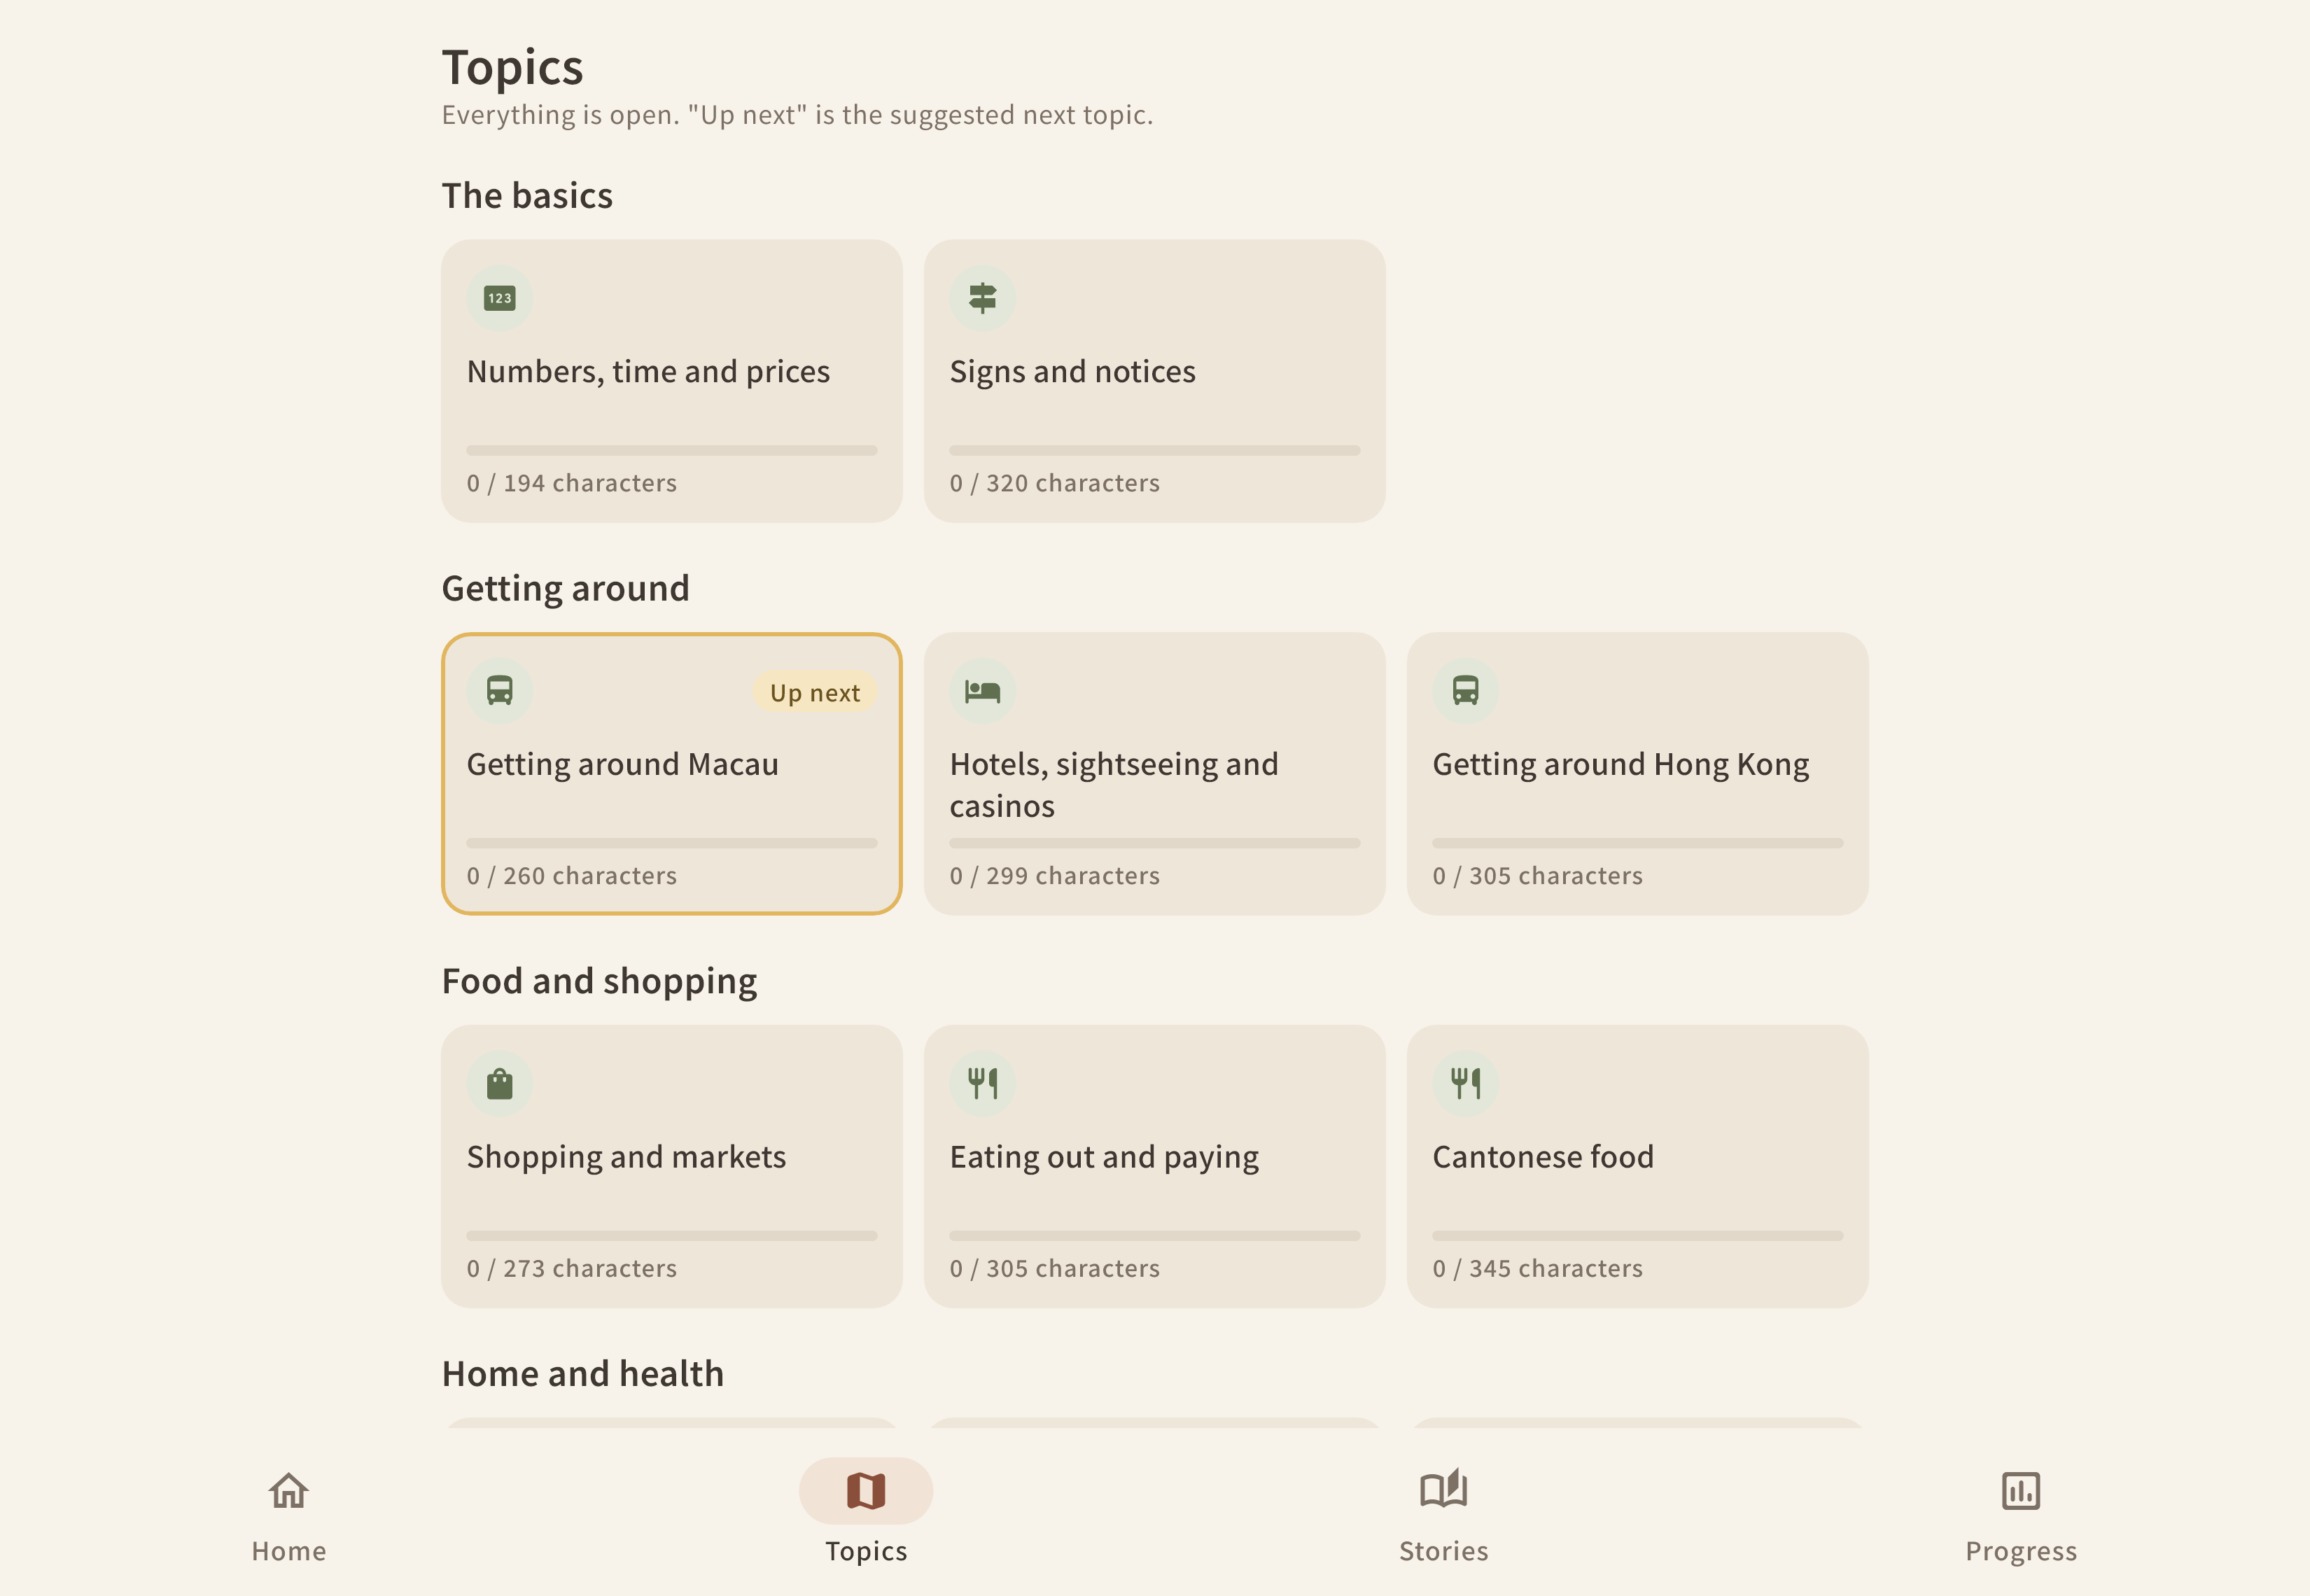 Topics
Everything is open. "Up next" is the suggested next topic.
The basics
123
Numbers, time and prices
0 / 194 characters
Signs and notices
0 / 320 characters
Getting around
Up next
Getting around Macau
0 / 260 characters
Hotels, sightseeing and
casinos
0 / 299 characters
Getting around Hong Kong
0 / 305 characters
Food and shopping
Shopping and markets
0 / 273 characters
Eating out and paying
0 / 305 characters
Cantonese food
0 / 345 characters
Home and health
Home
Topics
Stories
Progress